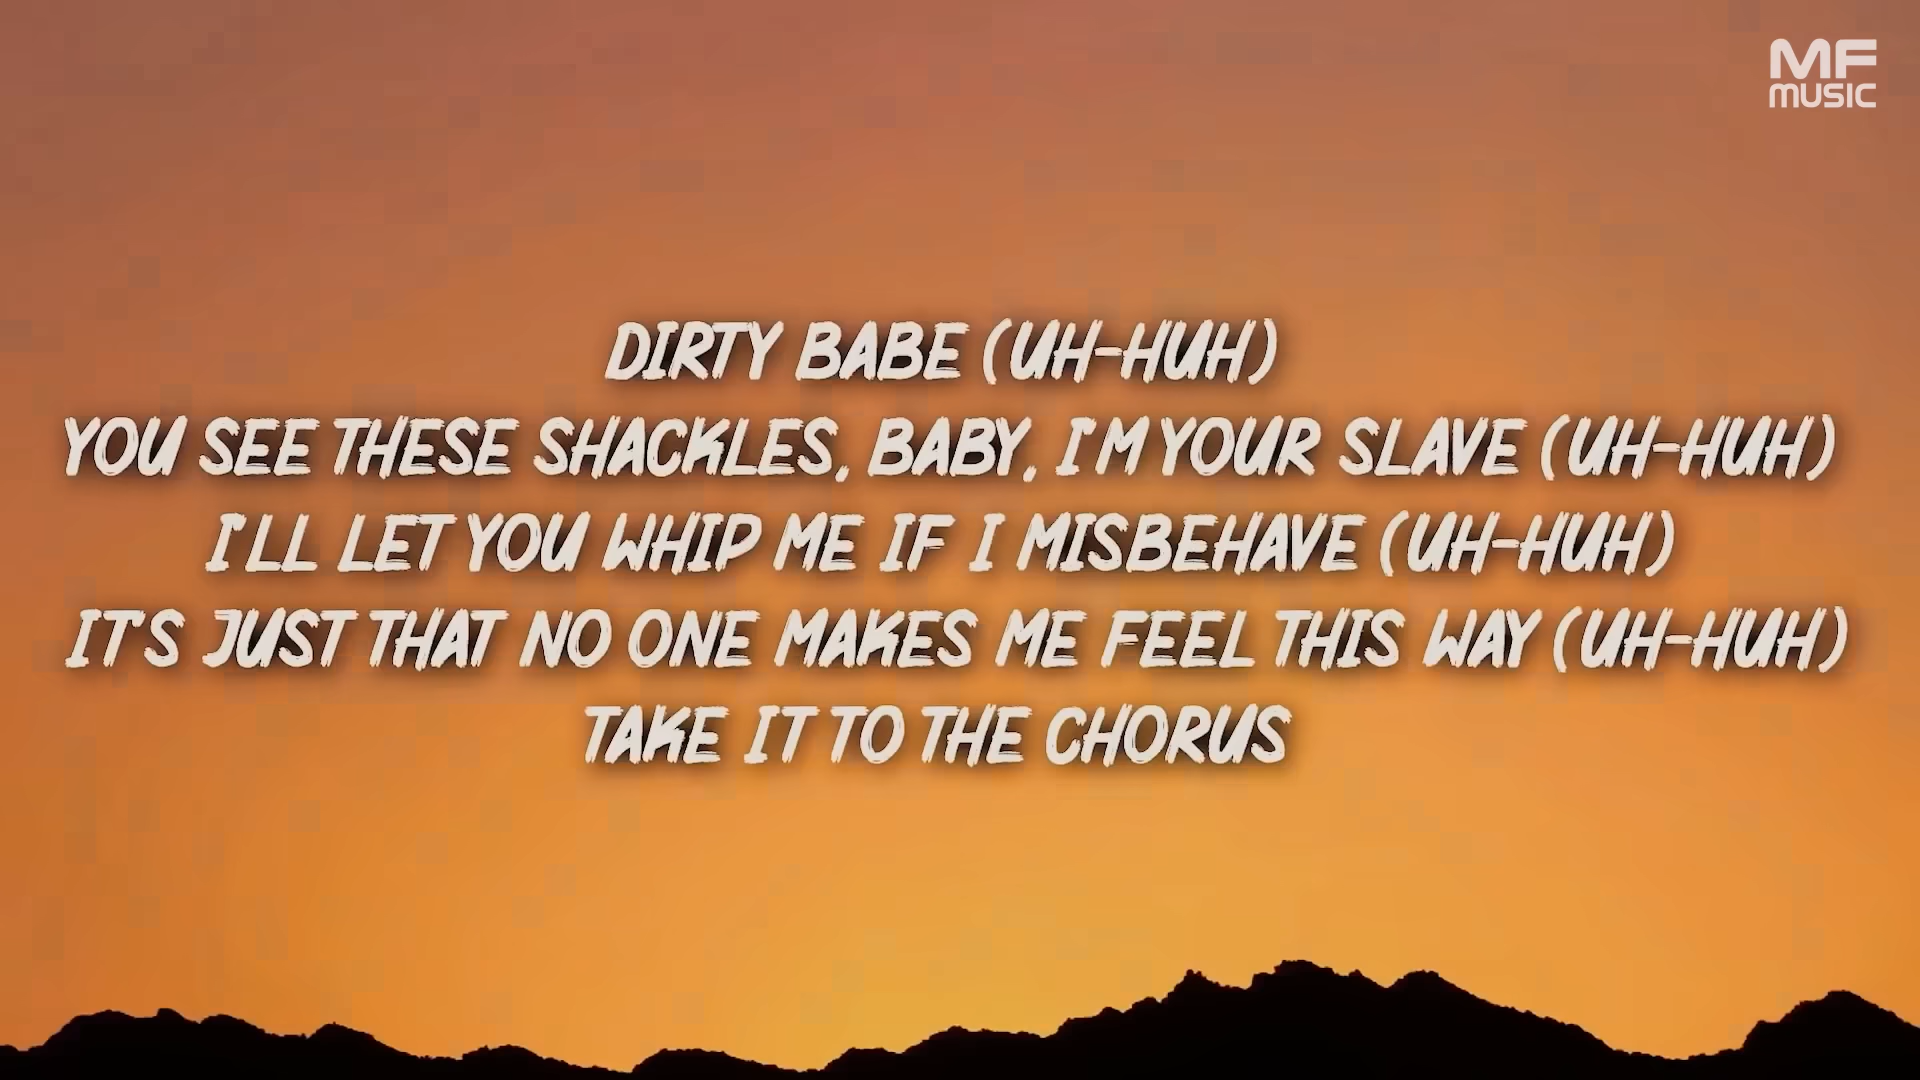 MF
MUSIC
DIRTY BABE (UH-HUH)
YOU SEE THESE SHACKLES, BABY, I'M YOUR SLAVE (UH-HUH)
I'LL LET YOU WHIP ME IF I MISBEHAVE (UH-HUH)
IT'S JUST THAT NO ONE MAKES ME FEEL THIS WAY (UH-HUH)
TAKE IT TO THE CHORUS